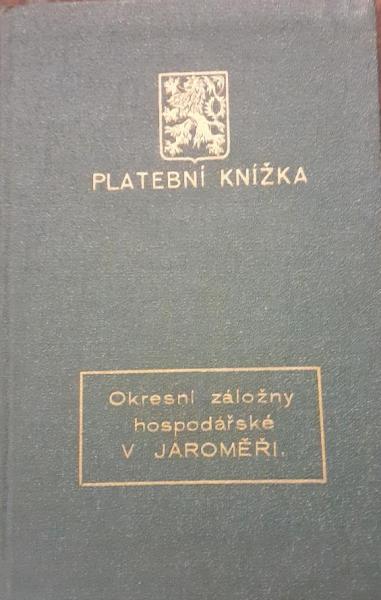 PLATEBNÍ KNÍŽKA
Okresní záložny
hospodářské
V JAROMĚŘI.